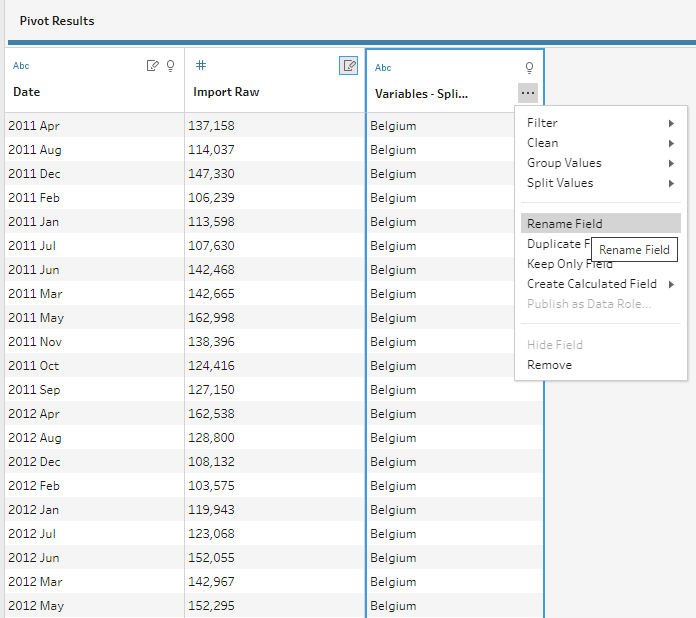 Pivot Results
Abc # Abc
Date Import Raw Variables - Spli...
2011 Apr 137,158 Belgium
2011 Aug 114,037 Belgium
2011 Dec 147,330 Belgium
2011 Feb 106,239 Belgium
2011 Jan 113,598 Belgium
2011 Jul 107,630 Belgium
2011 Jun 142,468 Belgium
2011 Mar 142,665 Belgium
2011 May 162,998 Belgium
2011 Nov 138,396 Belgium
2011 Oct 124,416 Belgium
2011 Sep 127,150 Belgium
2012 Apr 162,538 Belgium
2012 Aug 128,800 Belgium
2012 Dec 108,132 Belgium
2012 Feb 103,575 Belgium
2012 Jan 119,943 Belgium
2012 Jul 123,068 Belgium
2012 Jun 152,055 Belgium
2012 Mar 142,967 Belgium
2012 May 152,295 Belgium
Filter
Clean
Group Values
Split Values
Rename Field
Duplicate F
Rename Field
Keep Only Field
Create Calculated Field
Publish as Data Role...
Hide Field
Remove